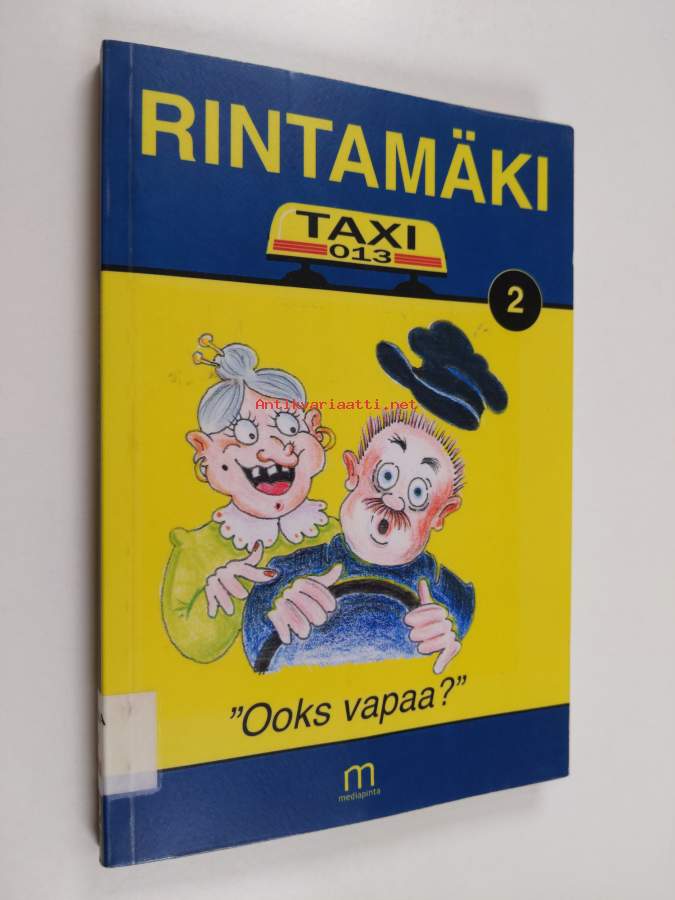 RINTAMÄKI
TAXI
013
2
Antikvariaatti.net
"Ooks vapaa?"
m
mediapinta
A